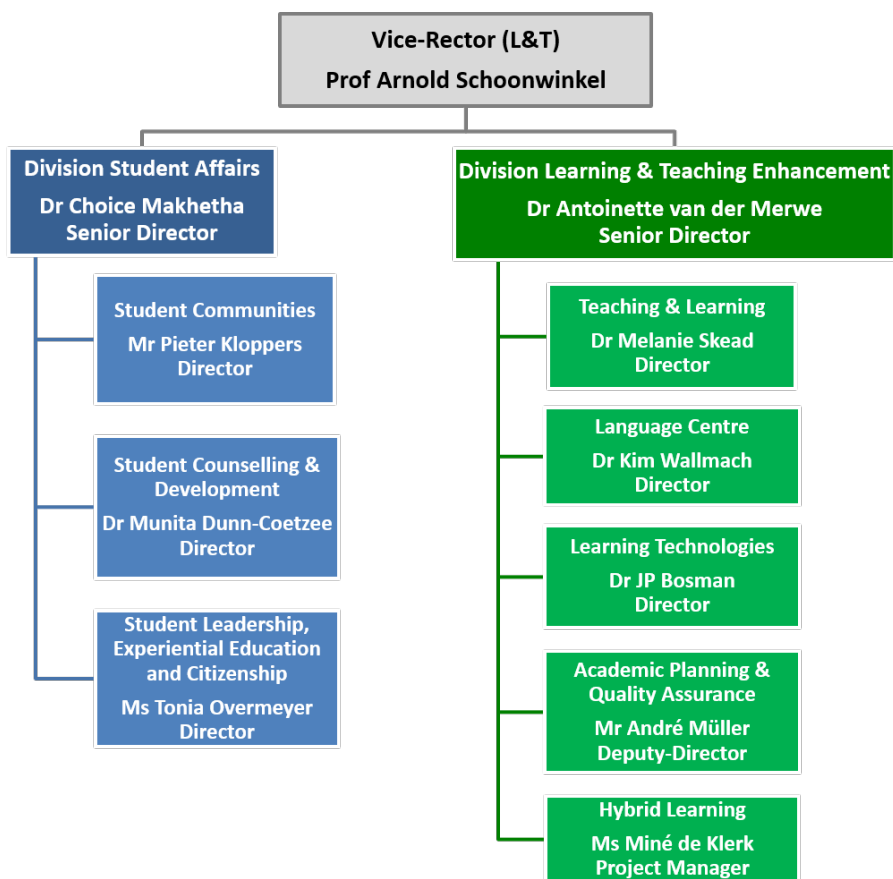 Vice-Rector (L&T)
Prof Arnold Schoonwinkel
Division Student Affairs
Dr Choice Makhetha
Senior Director
Student Communities
Mr Pieter Kloppers
Director
Student Counselling &
Development
Dr Munita Dunn-Coetzee
Director
Student Leadership,
Experiential Education
and Citizenship
Ms Tonia Overmeyer
Director
Division Learning & Teaching Enhancement
Dr Antoinette van der Merwe
Senior Director
Teaching & Learning
Dr Melanie Skead
Director
Language Centre
Dr Kim Wallmach
Director
Learning Technologies
Dr JP Bosman
Director
Academic Planning &
Quality Assurance
Mr André Müller
Deputy-Director
Hybrid Learning
Ms Miné de Klerk
Project Manager